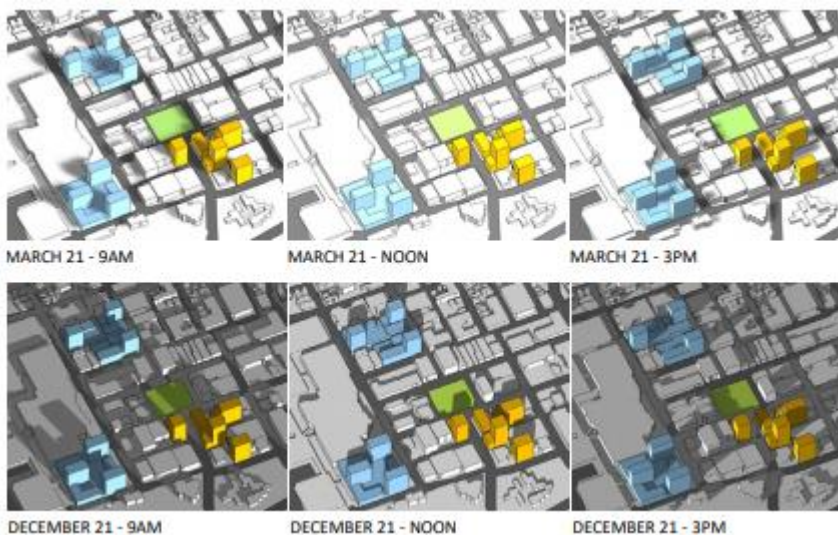 MARCH 21 - 9AM
MARCH 21 - NOON
MARCH 21 - 3PM
DECEMBER 21 - 9AM
DECEMBER 21 - NOON
DECEMBER 21 - 3PM